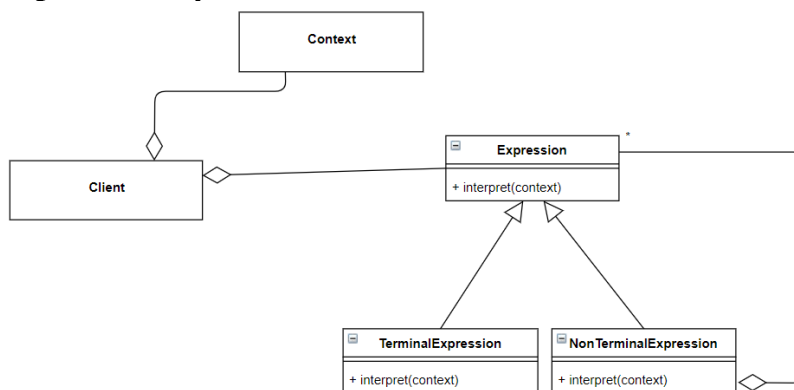 Context
*
Expression
Client
+ interpret(context)
TerminalExpression
NonTerminalExpression
+ interpret(context)
+ interpret(context)